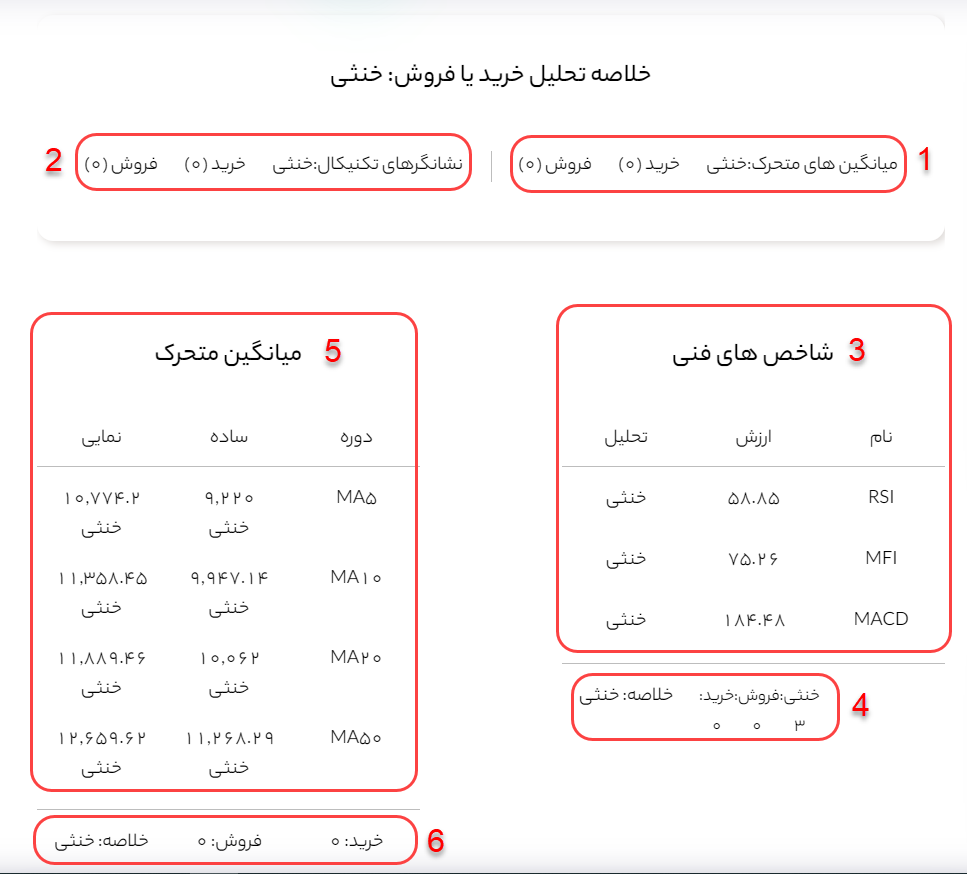 خلاصه تحلیل خرید یا فروش: خنثی
1
میانگین های متحرک:خنثی خرید (۰) فروش (۰)
2
نشانگرهای تکنیکال:خنثی خرید (۰) فروش (۰)
3
شاخص های فنی
نام ارزش تحلیل
RSI ۵۸.۸۵ خنثی
MFI ۷۵.۲۶ خنثی
MACD ۱۸۴.۴۸ خنثی
4
خنثی:فروش:خرید: خلاصه: خنثی
۳ ۰ ۰
5
میانگین متحرک
دوره ساده نمایی
MA۵ ۹,۲۲۰ ۱۰,۷۷۴.۲
خنثی خنثی
MA۱۰ ۹,۹۴۷.۱۴ ۱۱,۳۵۸.۴۵
خنثی خنثی
MA۲۰ ۱۰,۰۶۲ ۱۱,۸۸۹.۴۶
خنثی خنثی
MA۵۰ ۱۱,۲۶۸.۲۹ ۱۲,۶۵۹.۶۲
خنثی خنثی
6
خرید: ۰ فروش: ۰ خلاصه: خنثی